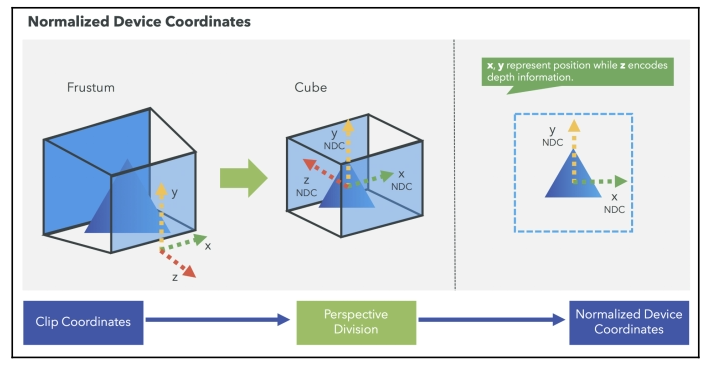 Normalized Device Coordinates
x, y represent position while z encodes
depth information.
Frustum
Cube
y
NDC
z
NDC
x
NDC
y
x
z
y
NDC
x
NDC
Clip Coordinates
Perspective
Division
Normalized Device
Coordinates